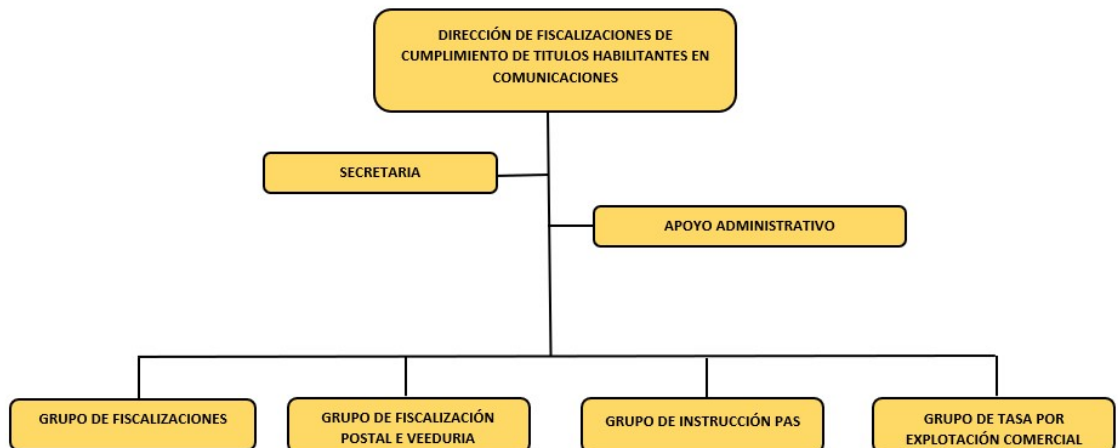 DIRECCIÓN DE FISCALIZACIONES DE
CUMPLIMIENTO DE TITULOS HABILITANTES EN
COMUNICACIONES
SECRETARIA
APOYO ADMINISTRATIVO
GRUPO DE FISCALIZACIONES
GRUPO DE FISCALIZACIÓN
POSTAL E VEEDURIA
GRUPO DE INSTRUCCIÓN PAS
GRUPO DE TASA POR
EXPLOTACIÓN COMERCIAL